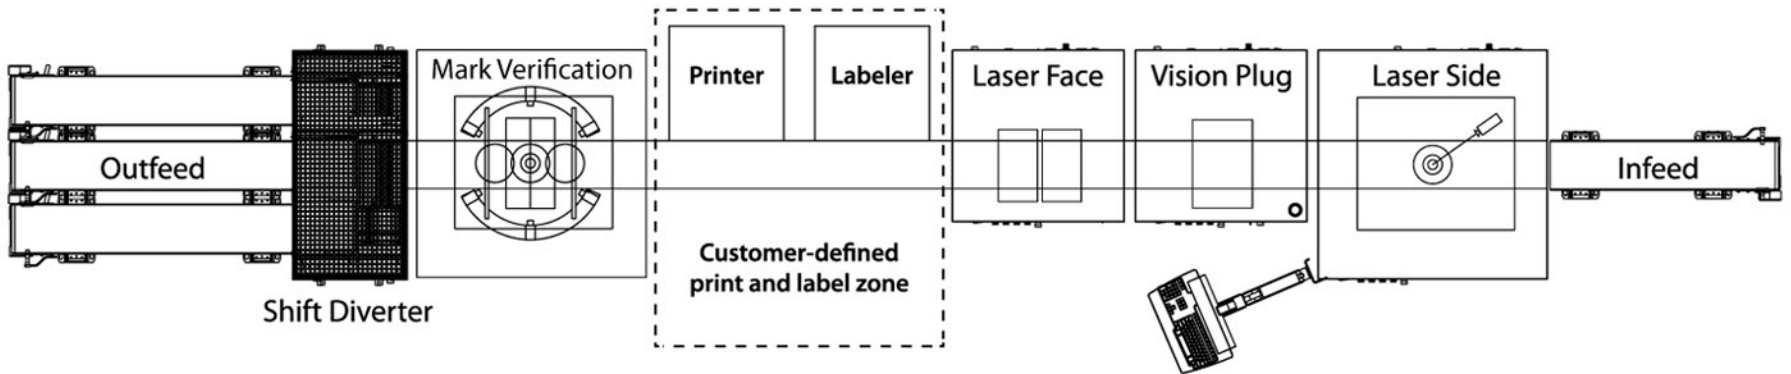 Mark Verification
Printer
Labeler
Laser Face
Vision Plug
Laser Side
Outfeed
Infeed
Customer-defined
print and label zone
Shift Diverter